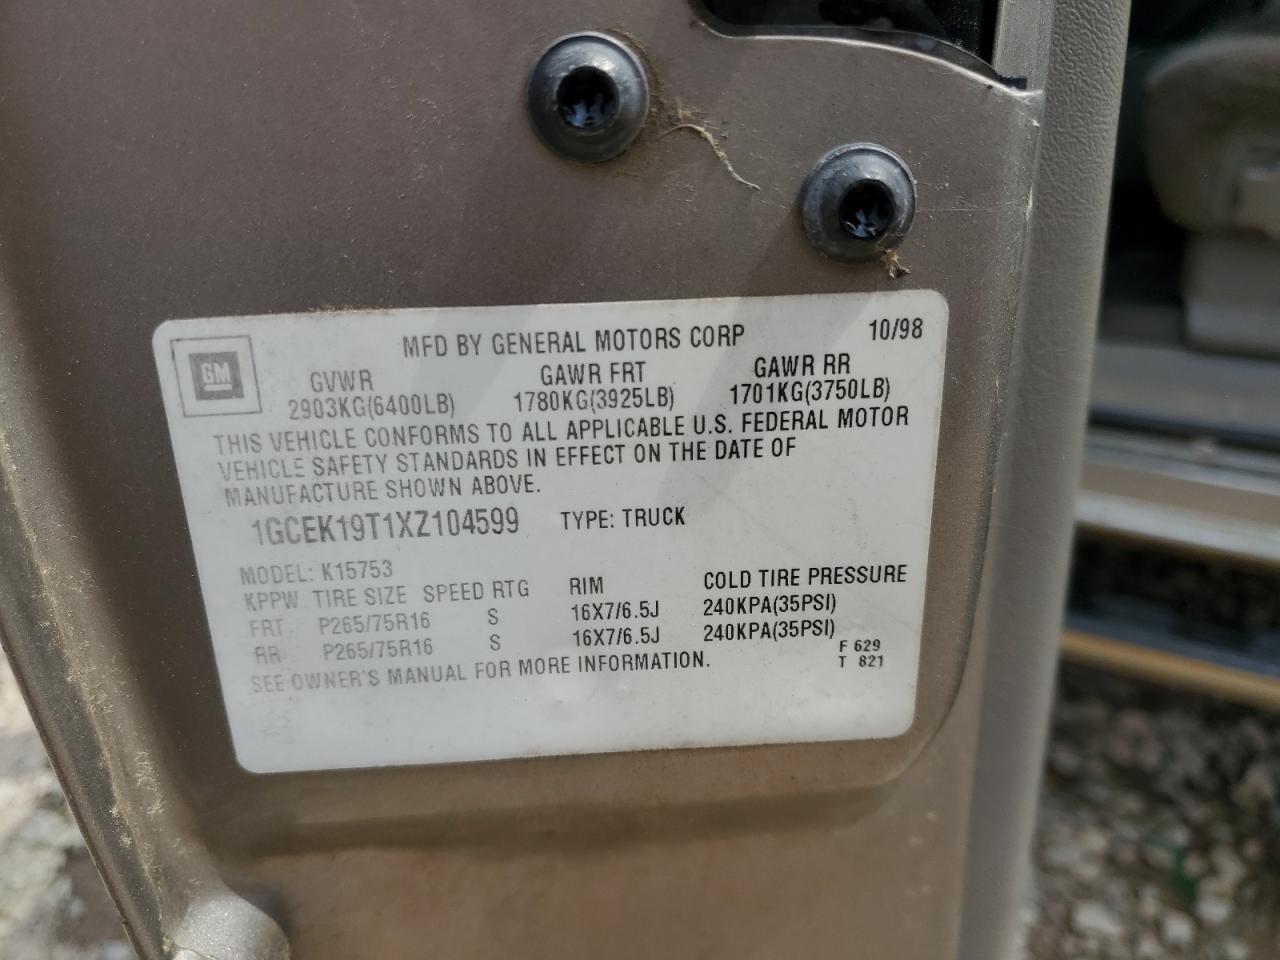 MFD BY GENERAL MOTORS CORP 10/98
GM
GVWR GAWR FRT GAWR RR
2903KG(6400LB) 1780KG(3925LB) 1701KG(3750LB)
THIS VEHICLE CONFORMS TO ALL APPLICABLE U.S. FEDERAL MOTOR
VEHICLE SAFETY STANDARDS IN EFFECT ON THE DATE OF
MANUFACTURE SHOWN ABOVE.
1GCEK19T1XZ104599 TYPE: TRUCK
MODEL: K15753
KPPW TIRE SIZE SPEED RTG RIM COLD TIRE PRESSURE
FRT P265/75R16 S 16X7/6.5J 240KPA(35PSI)
RR P265/75R16 S 16X7/6.5J 240KPA(35PSI)
SEE OWNER'S MANUAL FOR MORE INFORMATION. F 629
T 821